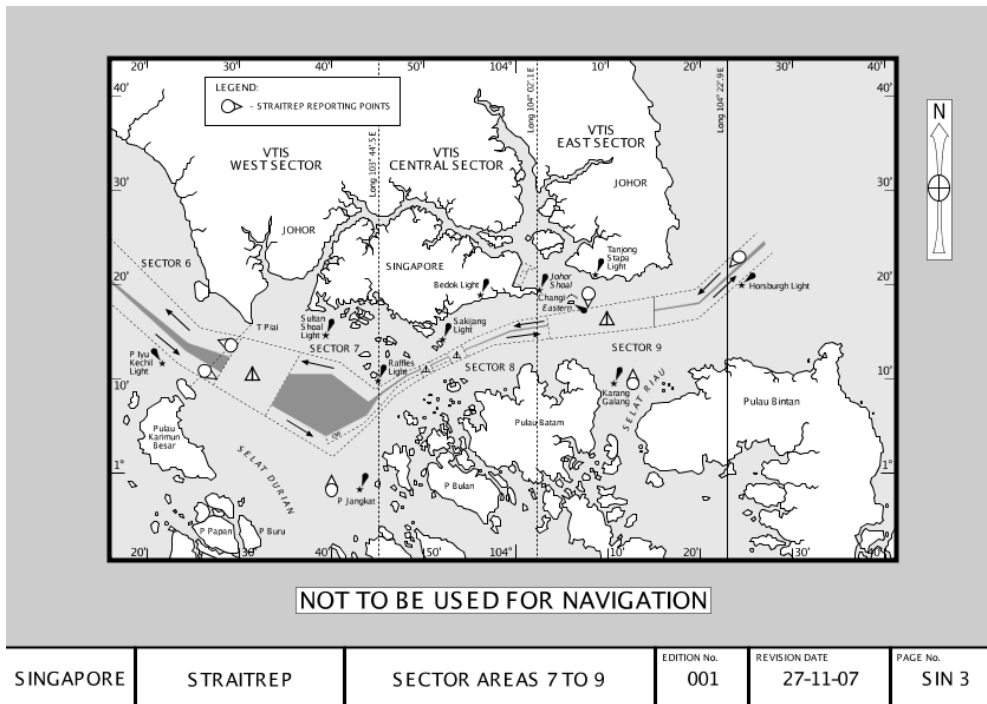 20'
30'
40'
50'
104°
10'
20'
30'
40'
40'
40'
LEGEND:
- STRAITREP REPORTING POINTS
Long 103° 44'.5E
Long 104° 02'.1E
Long 104° 22'.9E
N
VTIS
WEST SECTOR
VTIS
CENTRAL SECTOR
VTIS
EAST SECTOR
30'
JOHOR
30'
JOHOR
SECTOR 6
SINGAPORE
Tanjong
Stapa
Light
20'
Bedok Light
Johor
Shoal
Changi
Eastern
Horsburgh Light
20'
T Piai
Sultan
Shoal
Light
Sakijang
Light
SECTOR 7
SECTOR 9
P Iyu
Kechil
Light
Raffles
Light
SECTOR 8
10'
Karang
Galang
SELAT RIAU
10'
Pulau
Karimun
Besar
Pulau Batam
Pulau Bintan
SELAT DURIAN
1°
P Bulan
1°
P Jangkat
P Papan
P Buru
20'
30'
40'
50'
104°
10'
20'
30'
40'
NOT TO BE USED FOR NAVIGATION
SINGAPORE
STRAITREP
SECTOR AREAS 7 TO 9
EDITION No.
001
REVISION DATE
27-11-07
PAGE No.
SIN 3